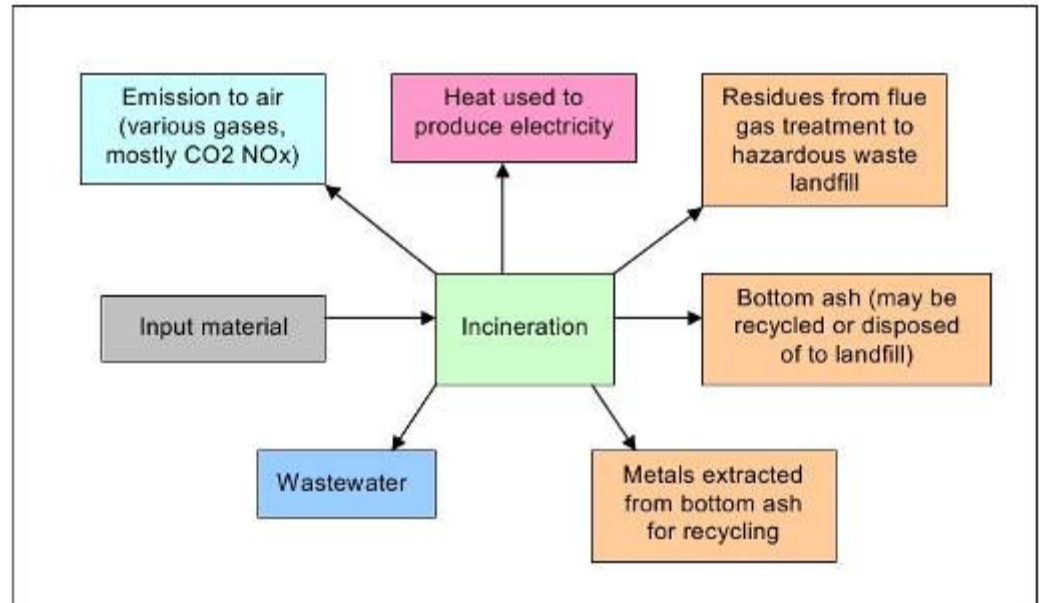 Emission to air
(various gases,
mostly CO2 NOx)
Heat used to
produce electricity
Residues from flue
gas treatment to
hazardous waste
landfill
Input material
Incineration
Bottom ash (may be
recycled or disposed
of to landfill)
Wastewater
Metals extracted
from bottom ash
for recycling